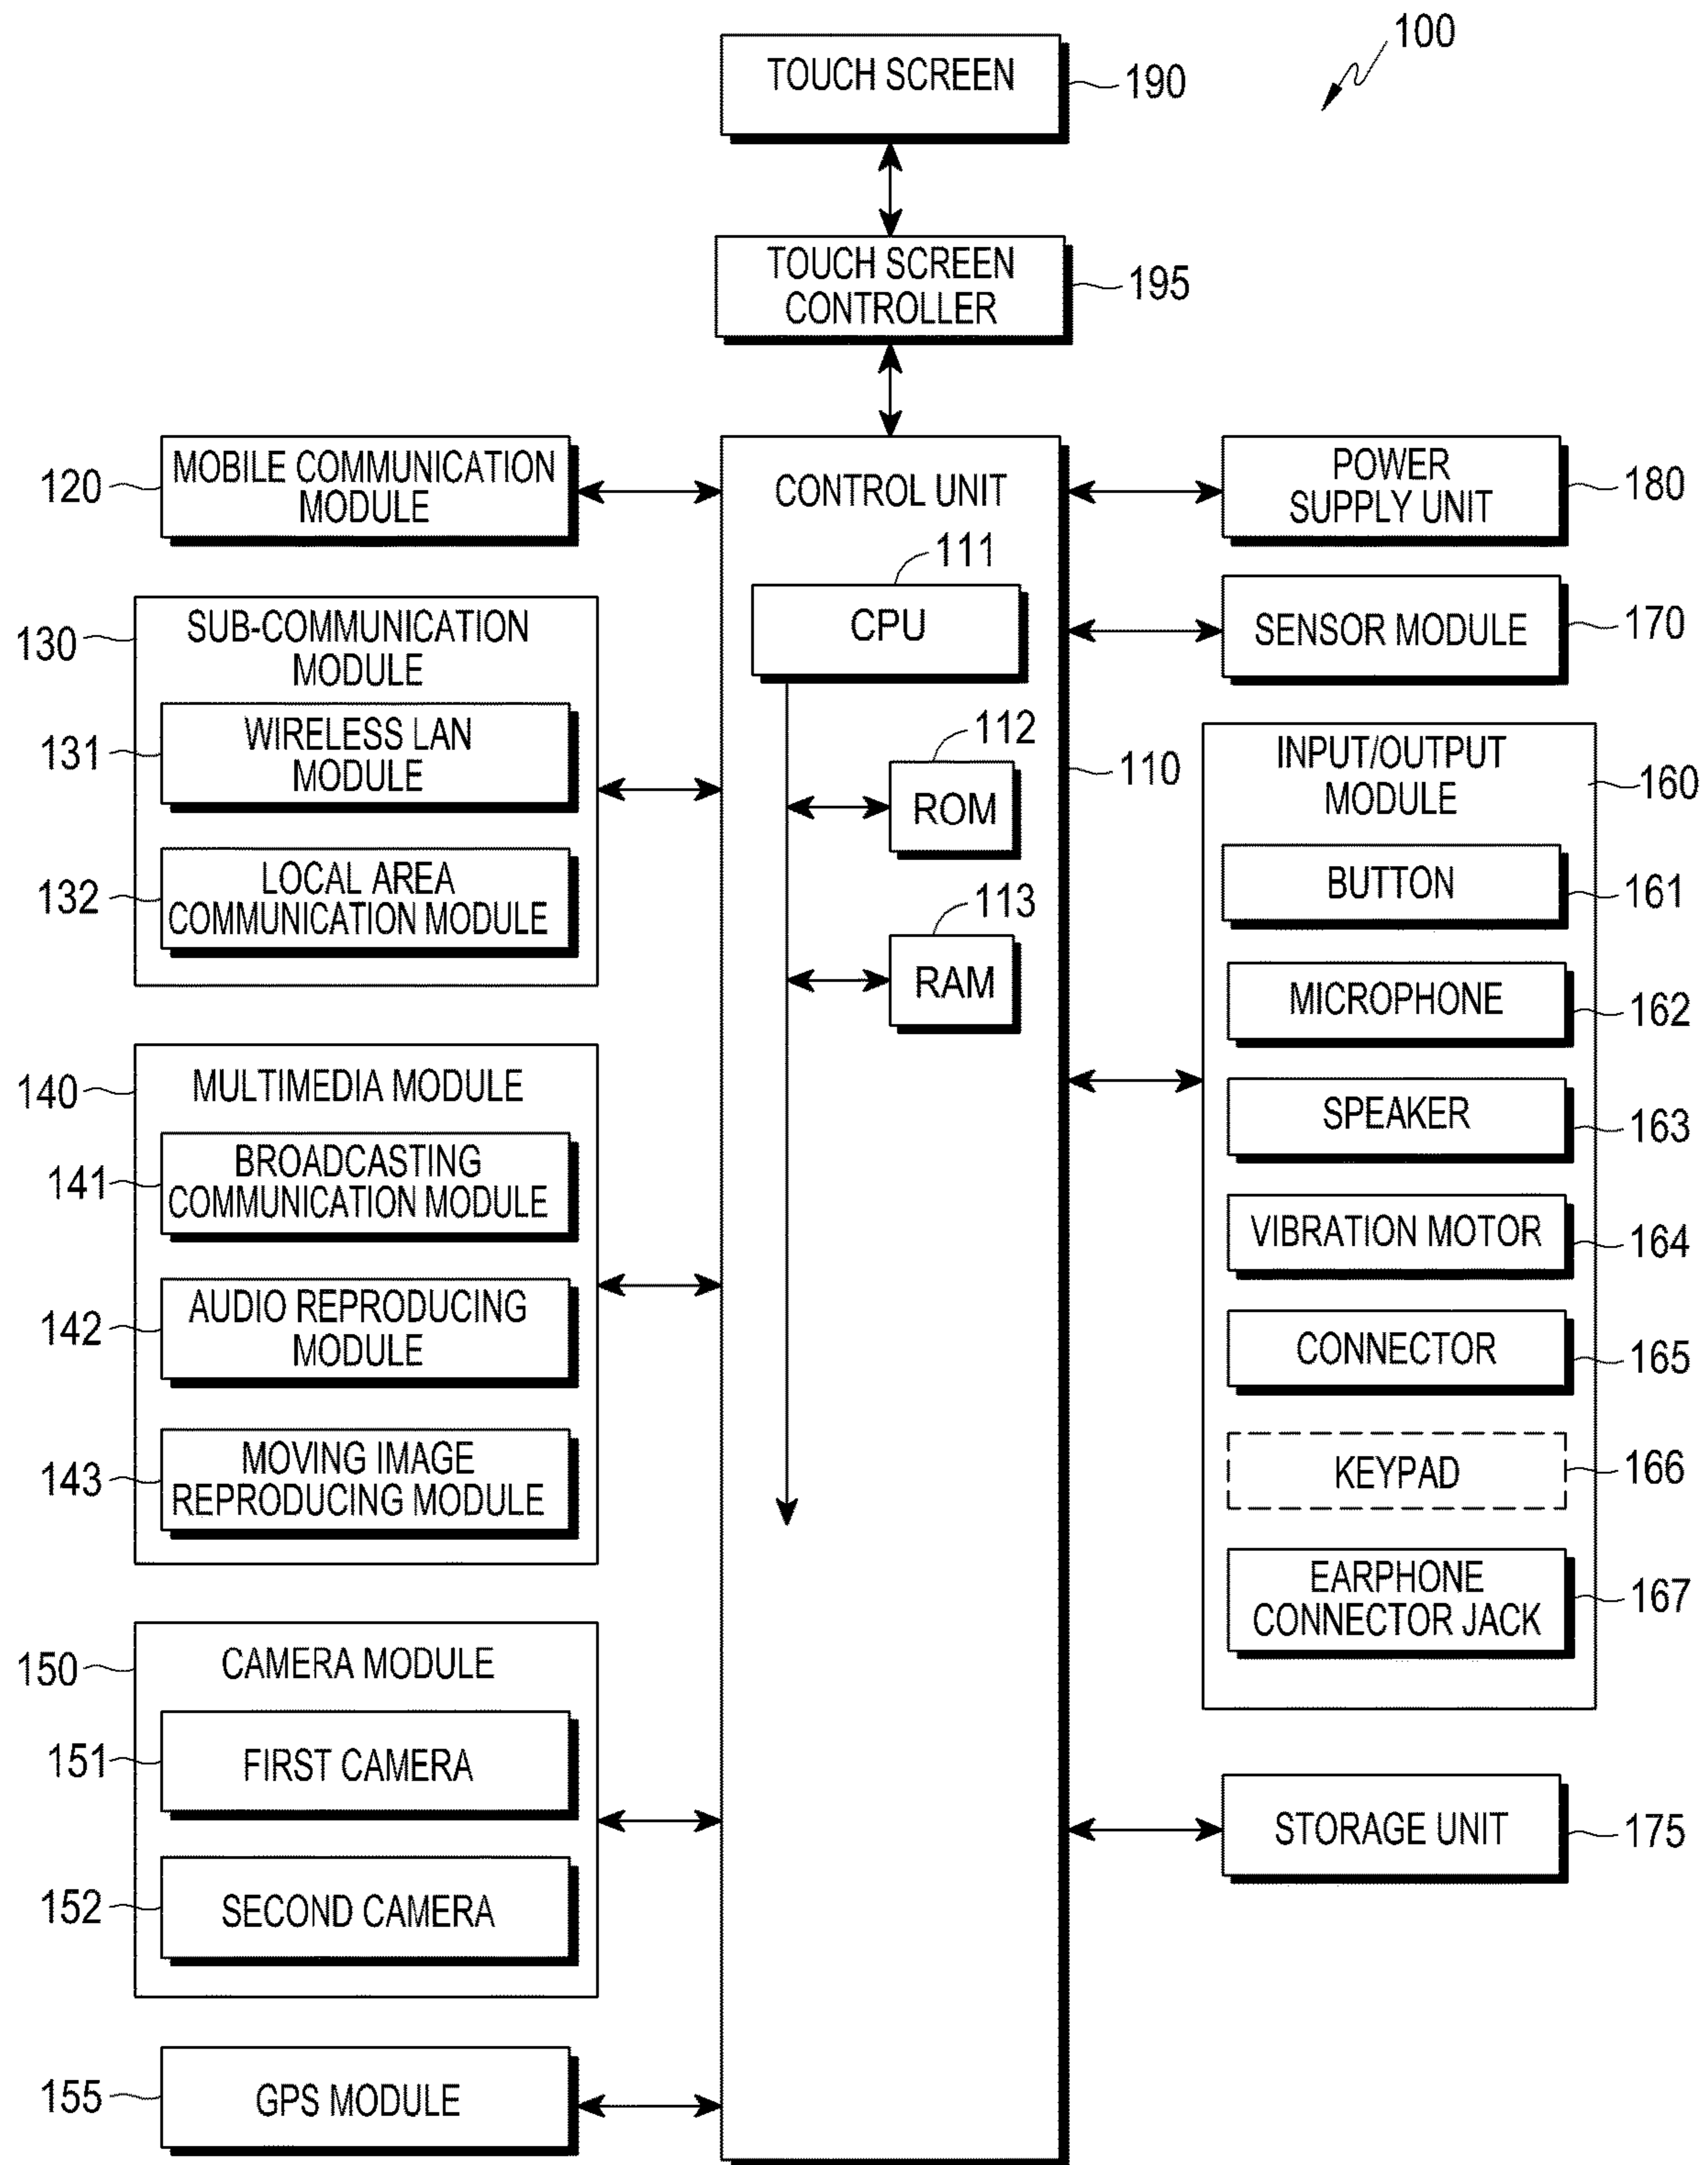 100
TOUCH SCREEN
190
TOUCH SCREEN
CONTROLLER
195
120
MOBILE COMMUNICATION
MODULE
130
SUB-COMMUNICATION
MODULE
131
WIRELESS LAN
MODULE
132
LOCAL AREA
COMMUNICATION MODULE
140
MULTIMEDIA MODULE
141
BROADCASTING
COMMUNICATION MODULE
142
AUDIO REPRODUCING
MODULE
143
MOVING IMAGE
REPRODUCING MODULE
150
CAMERA MODULE
151
FIRST CAMERA
152
SECOND CAMERA
155
GPS MODULE
CONTROL UNIT
111
CPU
112
ROM
110
113
RAM
POWER
SUPPLY UNIT
180
SENSOR MODULE
170
INPUT/OUTPUT
MODULE
160
BUTTON
161
MICROPHONE
162
SPEAKER
163
VIBRATION MOTOR
164
CONNECTOR
165
KEYPAD
166
EARPHONE
CONNECTOR JACK
167
STORAGE UNIT
175